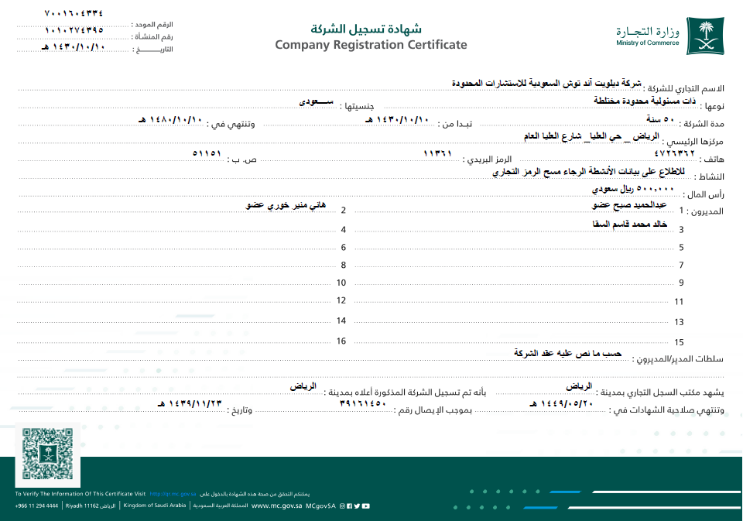 الرقم الموحد : ٧٠٠١٦٠٤٣٣٤
رقم المنشأة : ١٠١٠٢٧٤٣٩٥
التاريـــــــخ : ١٤٣٠/١٠/١٠ هـ
شهادة تسجيل الشركة
Company Registration Certificate
وزارة التجـارة
Ministry of Commerce
الاسم التجاري للشركة : شركة ديلويت آند توش السعودية للاستشارات المحدودة
نوعها : ذات مسئولية محدودة مختلطة جنسيتها : ســـعودى
مدة الشركة : ٥٠ سنة تبـدا من : ١٤٣٠/١٠/١٠ هـ وتنتهي في : ١٤٨٠/١٠/١٠ هـ
مركزها الرئيسي : الرياض _ حي العليا_ شارع العليا العام
هاتف : ٤٧٢٦٣٦٢ الرمز البريدي : ١١٣٦١ ص. ب : ٥١١٥١
النشاط : للاطلاع على بيانات الأنشطة الرجاء مسح الرمز التجاري
رأس المال : ٥٠٠,٠٠٠ ريال سعودي
المديرون : 1 عبدالحميد صبح عضو 2 هاني منير خوري عضو
3 خالد محمد قاسم السقا 4
5 6
7 8
9 10
11 12
13 14
15 16
سلطات المدير/المديرون : حسب ما نص عليه عقد الشركة
يشهد مكتب السجل التجاري بمدينة : الرياض بأنه تم تسجيل الشركة المذكورة أعلاه بمدينة : الرياض
وتنتهي صلاحية الشهادات في : ١٤٤٩/٠٥/٢٠ هـ بموجب الإيصال رقم : ٣٩١٦١٤٥٠ وتاريخ : ١٤٣٩/١١/٢٣ هـ
To Verify The Information Of This Certificate Visit http://qr.mc.gov.sa يمكنكم التحقق من صحة هذه الشهادة بالدخول على
+966 11 294 4444 | Riyadh 11162 الرياض | Kingdom of Saudi Arabia المملكة العربية السعودية | www.mc.gov.sa MCgovSA